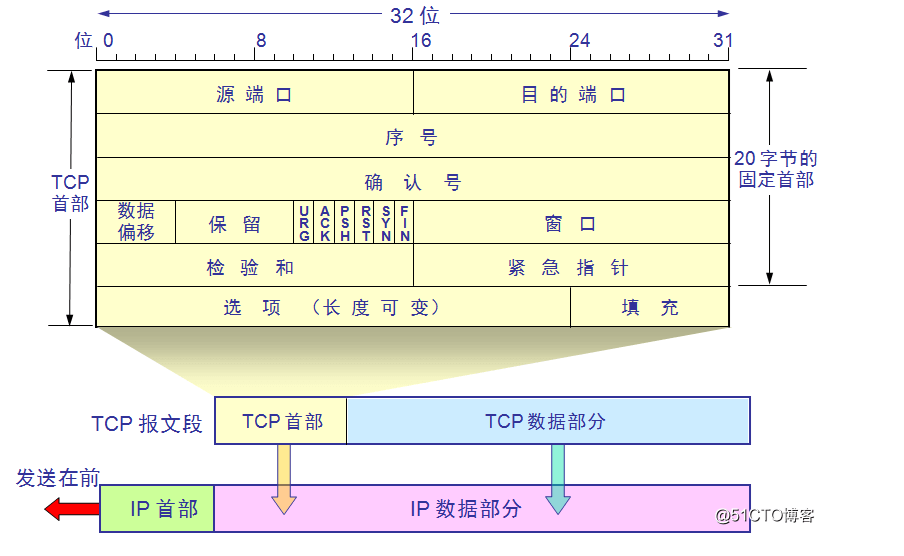 32 位
位 0 8 16 24 31
源 端 口
目 的 端 口
序 号
20 字节的
固定首部
TCP
首部
确 认 号
数据
偏移
保 留
URG
ACK
PSH
RST
SYN
FIN
窗 口
检 验 和
紧 急 指 针
选 项 （长 度 可 变）
填 充
TCP 报文段
TCP 首部
TCP 数据部分
发送在前
IP 首部
IP 数据部分
@51CTO博客